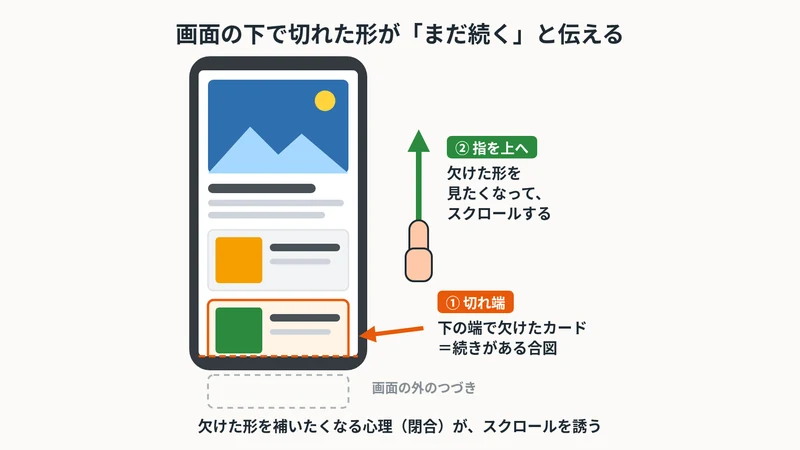 画面の下で切れた形が「まだ続く」と伝える
② 指を上へ
欠けた形を
見たくなって、
スクロールする
① 切れ端
下の端で欠けたカード
＝続きがある合図
画面の外のつづき
欠けた形を補いたくなる心理（閉合）が、スクロールを誘う